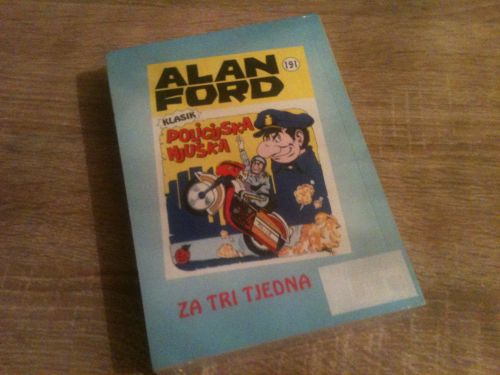 ALAN
FORD
191
KLASIK
POLICIJSKA
NJUŠKA
ZA TRI TJEDNA